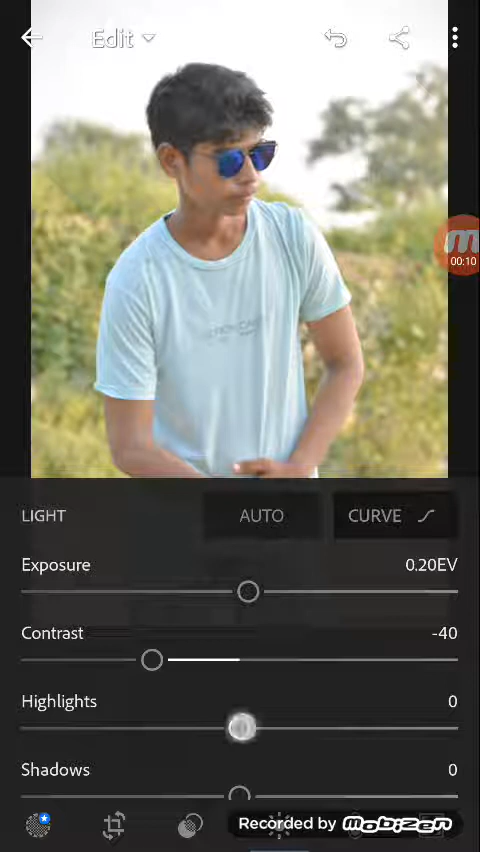 Edit
00:10
LIGHT
AUTO
CURVE
Exposure
0.20EV
Contrast
-40
Highlights
0
Shadows
0
Recorded by mobizen